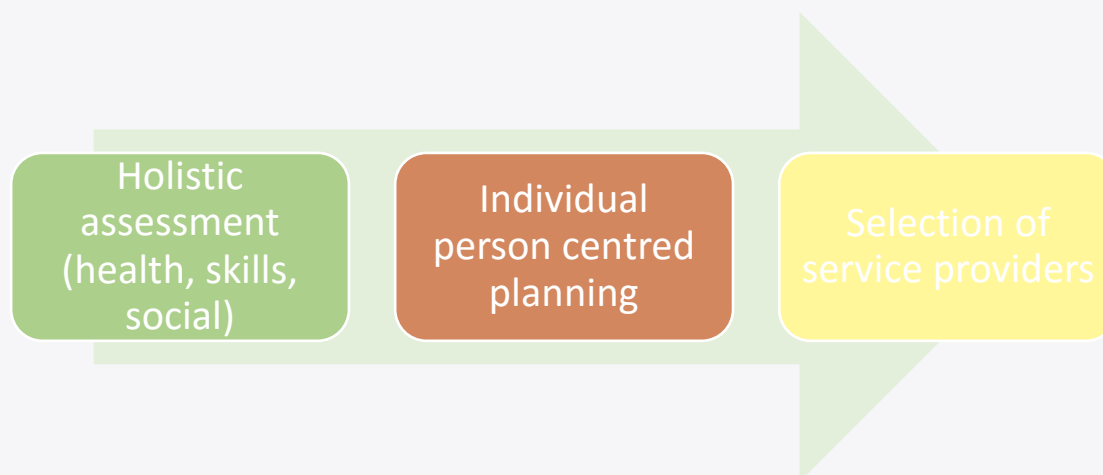 Holistic
assessment
(health, skills,
social)
Individual
person centred
planning
Selection of
service providers